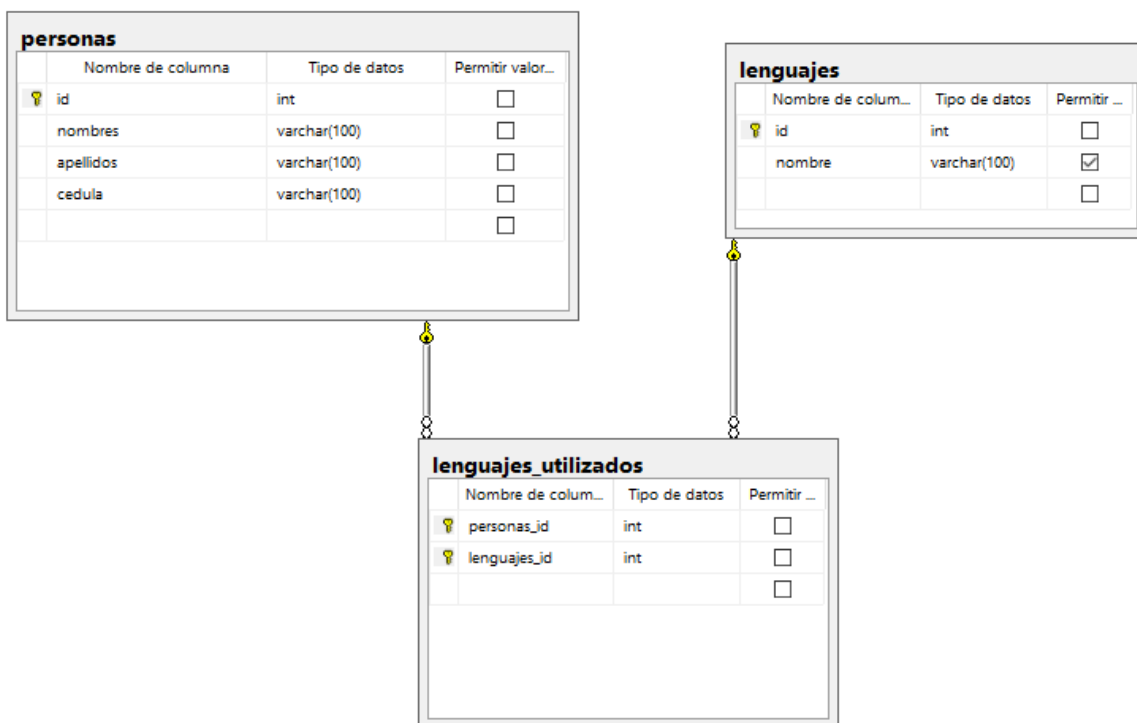 personas
Nombre de columna Tipo de datos Permitir valor...
id int
nombres varchar(100)
apellidos varchar(100)
cedula varchar(100)
lenguajes
Nombre de colum... Tipo de datos Permitir ...
id int
nombre varchar(100)
lenguajes_utilizados
Nombre de colum... Tipo de datos Permitir ...
personas_id int
lenguajes_id int